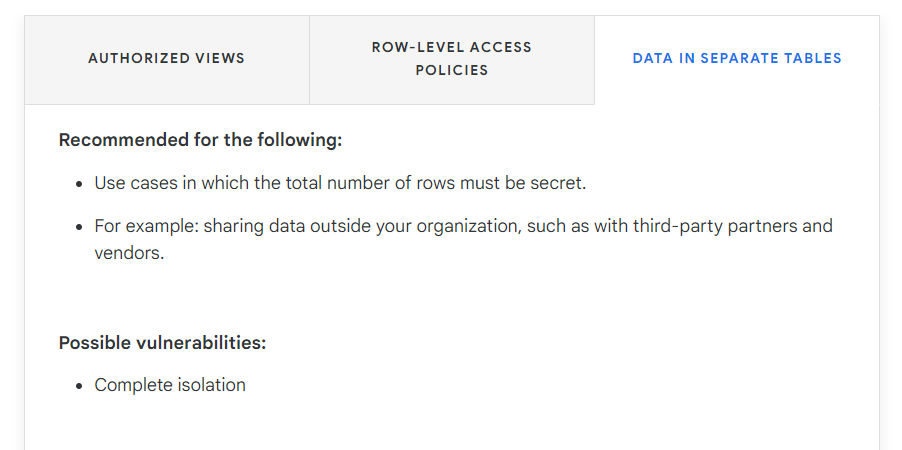 AUTHORIZED VIEWS
ROW-LEVEL ACCESS
POLICIES
DATA IN SEPARATE TABLES
Recommended for the following:
• Use cases in which the total number of rows must be secret.
• For example: sharing data outside your organization, such as with third-party partners and
vendors.
Possible vulnerabilities:
• Complete isolation